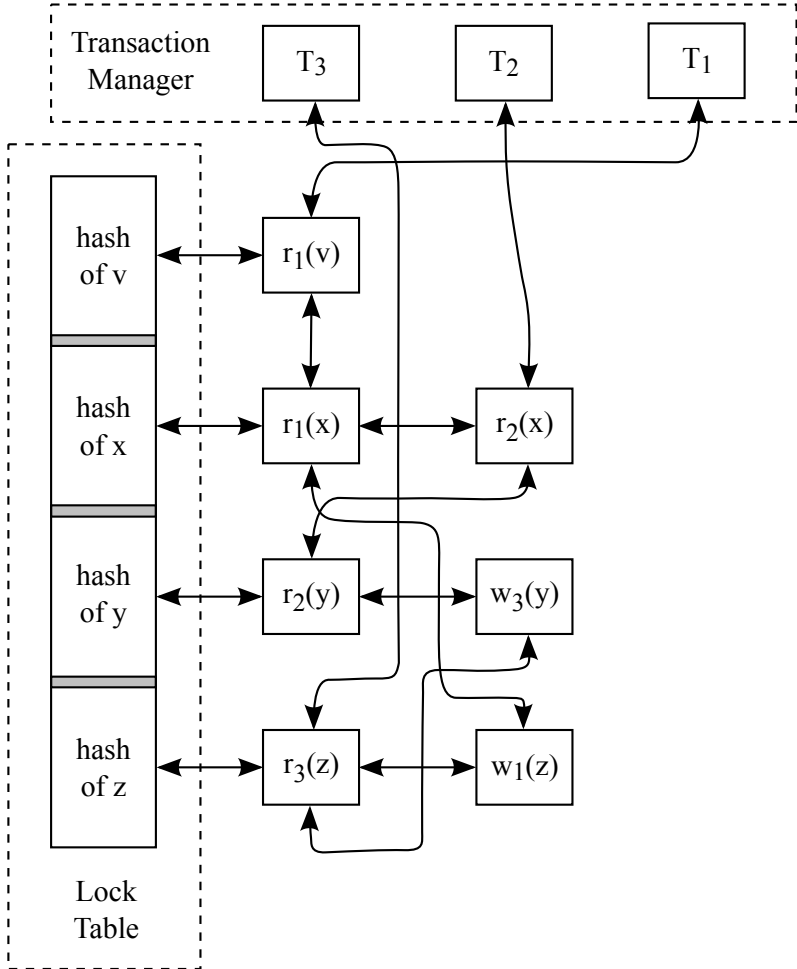 Transaction
Manager
T3
T2
T1
hash
of v
r1(v)
hash
of x
r1(x)
r2(x)
hash
of y
r2(y)
w3(y)
hash
of z
r3(z)
w1(z)
Lock
Table